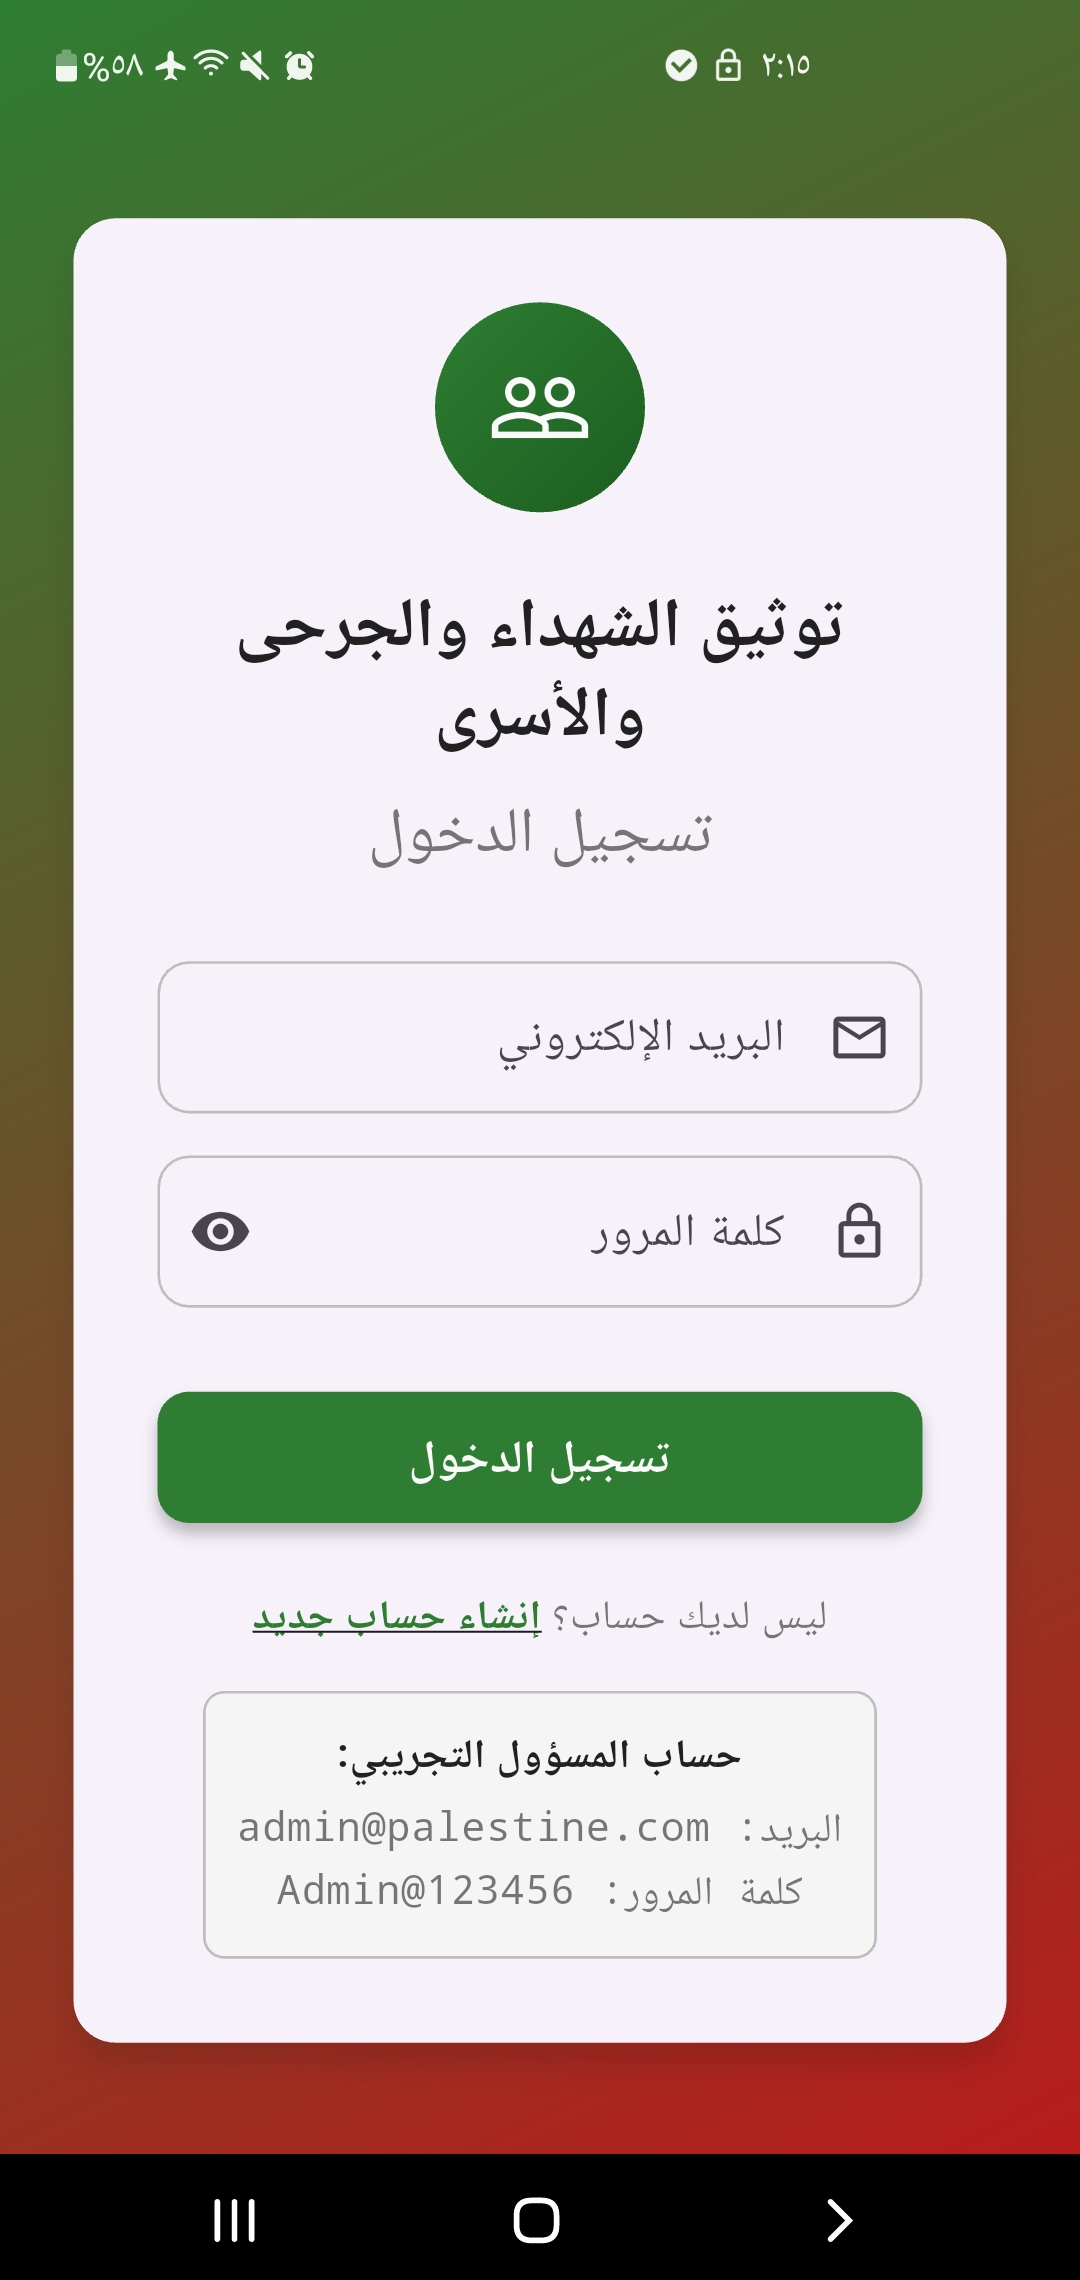 ٢:١٥
%٥٨
توثيق الشهداء والجرحى
والأسرى
تسجيل الدخول
البريد الإلكتروني
كلمة المرور
تسجيل الدخول
ليس لديك حساب؟ إنشاء حساب جديد
حساب المسؤول التجريبي:
البريد: admin@palestine.com
كلمة المرور: Admin@123456